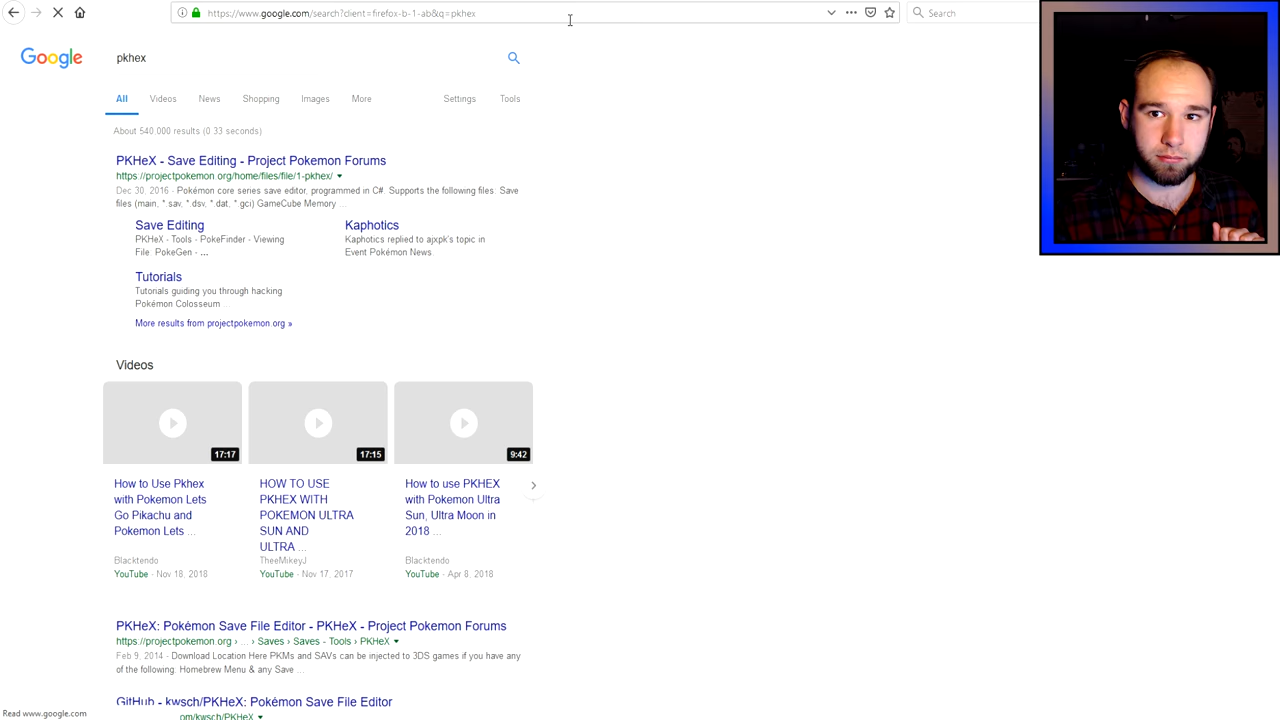 https://www.google.com/search?client=firefox-b-1-ab&q=pkhex
Search
Google
pkhex
All Videos News Shopping Images More Settings Tools
About 540,000 results (0.33 seconds)
PKHeX - Save Editing - Project Pokemon Forums
https://projectpokemon.org/home/files/file/1-pkhex/
Dec 30, 2016 - Pokémon core series save editor, programmed in C#. Supports the following files: Save
files (main, *.sav, *.dsv, *.dat, *.gci) GameCube Memory ...
Save Editing
PKHeX - Tools - PokeFinder - Viewing
File. PokeGen - ...
Kaphotics
Kaphotics replied to ajxpk's topic in
Event Pokémon News.
Tutorials
Tutorials guiding you through hacking
Pokémon Colosseum ...
More results from projectpokemon.org »
Videos
17:17
17:15
9:42
How to Use Pkhex
with Pokemon Lets
Go Pikachu and
Pokemon Lets ...
Blacktendo
YouTube - Nov 18, 2018
HOW TO USE
PKHEX WITH
POKEMON ULTRA
SUN AND
ULTRA ...
TheeMikeyJ
YouTube - Nov 17, 2017
How to use PKHEX
with Pokemon Ultra
Sun, Ultra Moon in
2018 ...
Blacktendo
YouTube - Apr 8, 2018
PKHeX: Pokémon Save File Editor - PKHeX - Project Pokemon Forums
https://projectpokemon.org › ... › Saves › Saves - Tools › PKHeX
Feb 9, 2014 - Download Location Here PKMs and SAVs can be injected to 3DS games if you have any
of the following: Homebrew Menu & any Save ...
GitHub - kwsch/PKHeX: Pokémon Save File Editor
om/kwsch/PKHeX
Read www.google.com